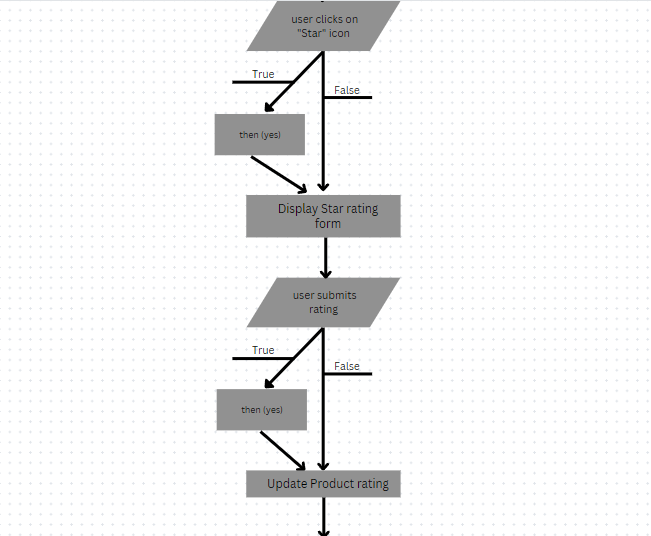 user clicks on
"Star" icon
True
False
then (yes)
Display Star rating
form
user submits
rating
True
False
then (yes)
Update Product rating